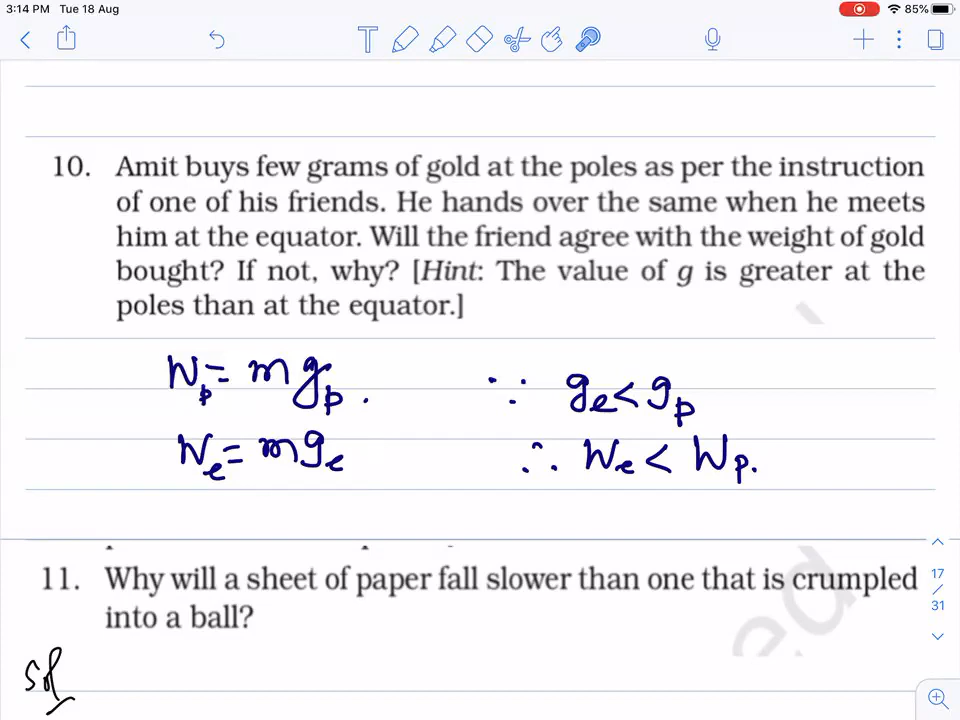 3:14 PM Tue 18 Aug
85%
T
10. Amit buys few grams of gold at the poles as per the instruction
of one of his friends. He hands over the same when he meets
him at the equator. Will the friend agree with the weight of gold
bought? If not, why? [Hint: The value of g is greater at the
poles than at the equator.]
Wp = m gp .
∵ ge < gp
We = m ge
∴ We < Wp.
11. Why will a sheet of paper fall slower than one that is crumpled
into a ball?
17
/
31
Sol